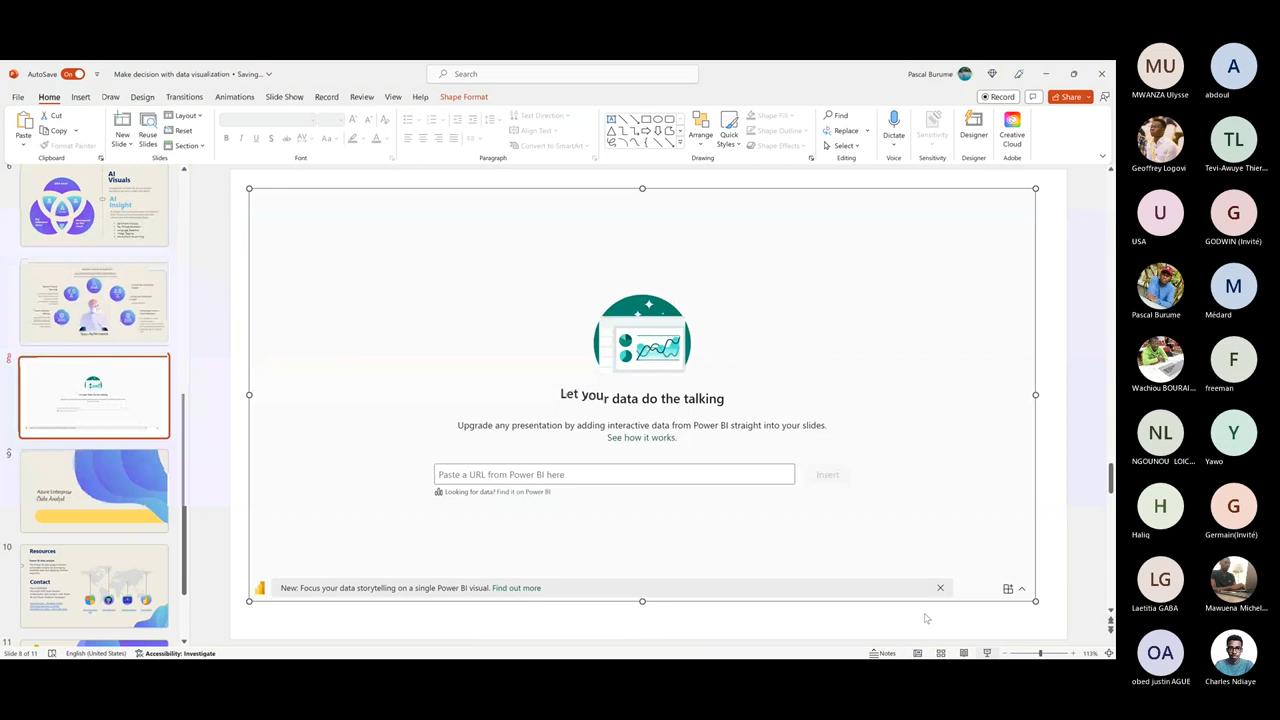 AutoSave On Make decision with data visualization • Saving... Search Pascal Burume
File Home Insert Draw Design Transitions Animations Slide Show Record Review View Help Shape Format Record Share
Paste Cut Copy Format Painter Clipboard
New Slide Reuse Slides Layout Reset Section Slides
Font
Text Direction Align Text Convert to SmartArt Paragraph
Arrange Quick Styles Shape Fill Shape Outline Shape Effects Drawing
Find Replace Select Editing
Dictate Voice
Sensitivity Sensitivity
Designer Designer
Creative Cloud Adobe
6
AI Visuals
AI Insight
8
9
Azure Enterprise Data Analyst
10
Resources
Contact
11
Let your data do the talking
Upgrade any presentation by adding interactive data from Power BI straight into your slides.
See how it works.
Paste a URL from Power BI here Insert
Looking for data? Find it on Power BI
New: Focus your data storytelling on a single Power BI visual. Find out more
Slide 8 of 11 English (United States) Accessibility: Investigate Notes 113%
MU A
MWANZA Ulysse abdoul
TL
Geoffrey Logovi Tevi-Awuye Thier...
U G
USA GODWIN (Invité)
M
Pascal Burume Médard
F
Wachiou BOURAI... freeman
NL Y
NGOUNOU LOIC... Yawo
H G
Haliq Germain(Invité)
LG
Laetitia GABA Mawuena Michel...
OA
obed justin AGUE Charles Ndiaye